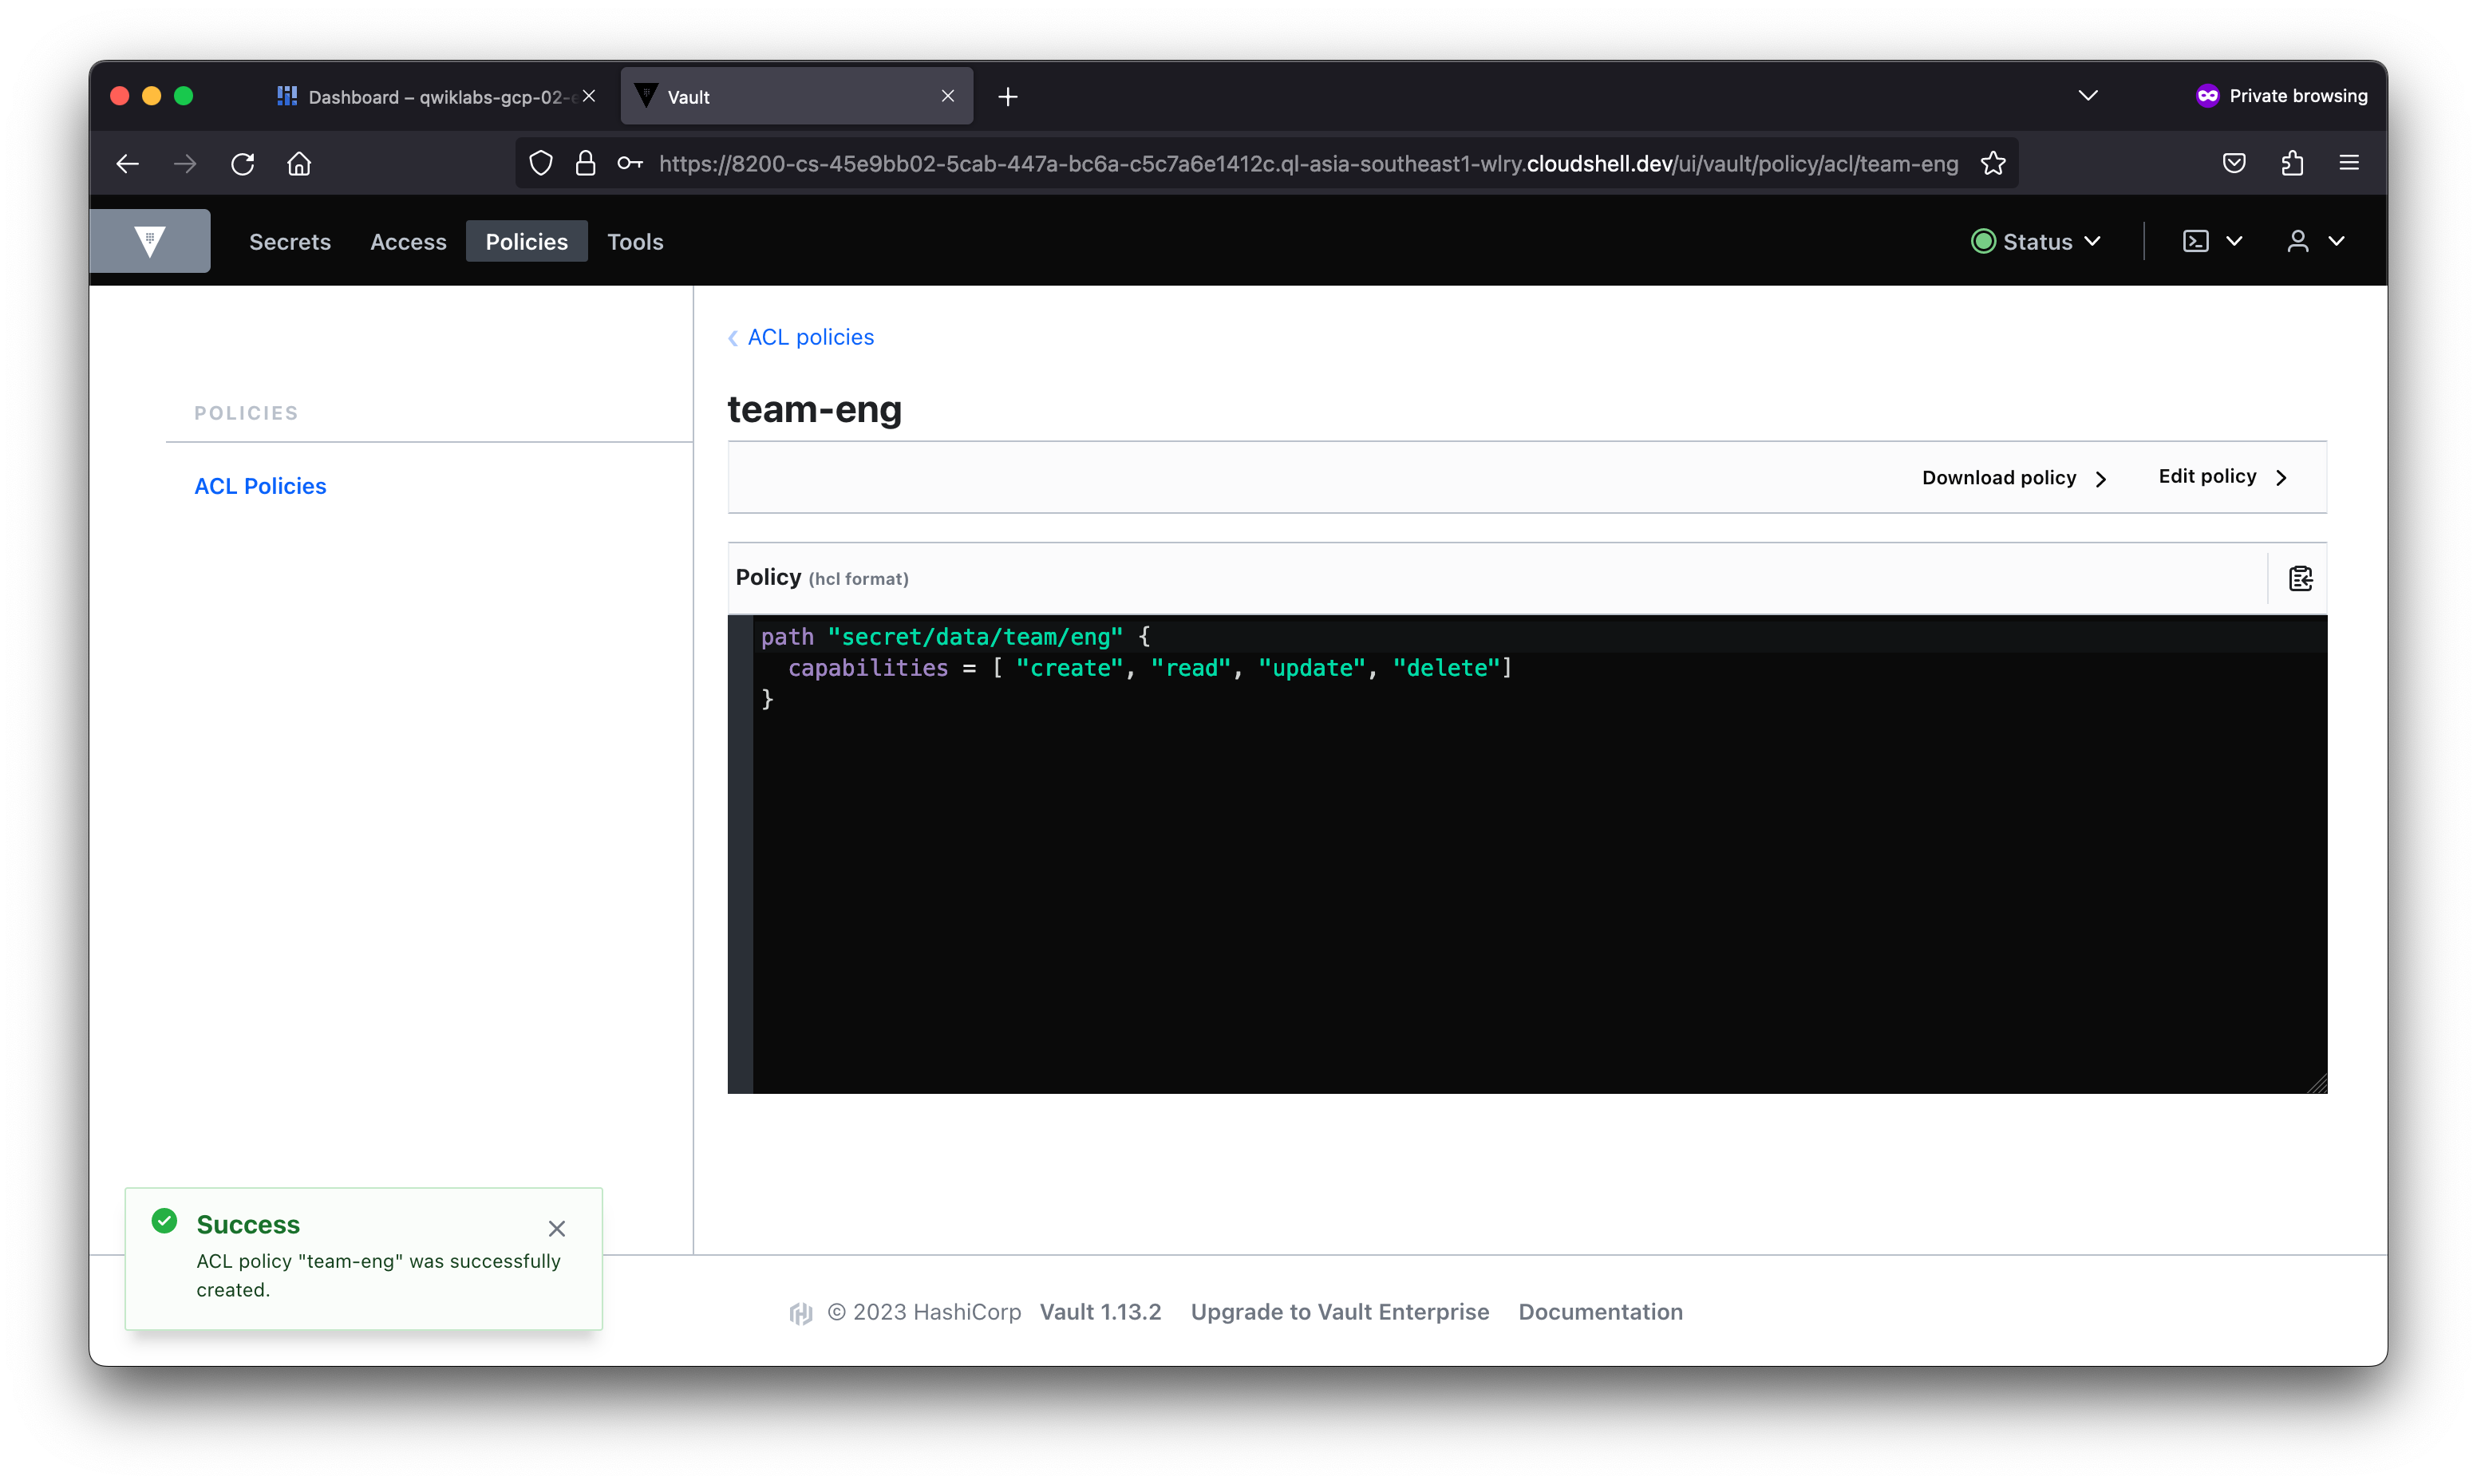 Dashboard – qwiklabs-gcp-02-
Vault
Private browsing
https://8200-cs-45e9bb02-5cab-447a-bc6a-c5c7a6e1412c.ql-asia-southeast1-wlry.cloudshell.dev/ui/vault/policy/acl/team-eng
Secrets Access Policies Tools Status
ACL policies
POLICIES
ACL Policies
team-eng
Download policy Edit policy
Policy (hcl format)
path "secret/data/team/eng" {
  capabilities = [ "create", "read", "update", "delete"]
}
Success
ACL policy "team-eng" was successfully
created.
© 2023 HashiCorp Vault 1.13.2 Upgrade to Vault Enterprise Documentation